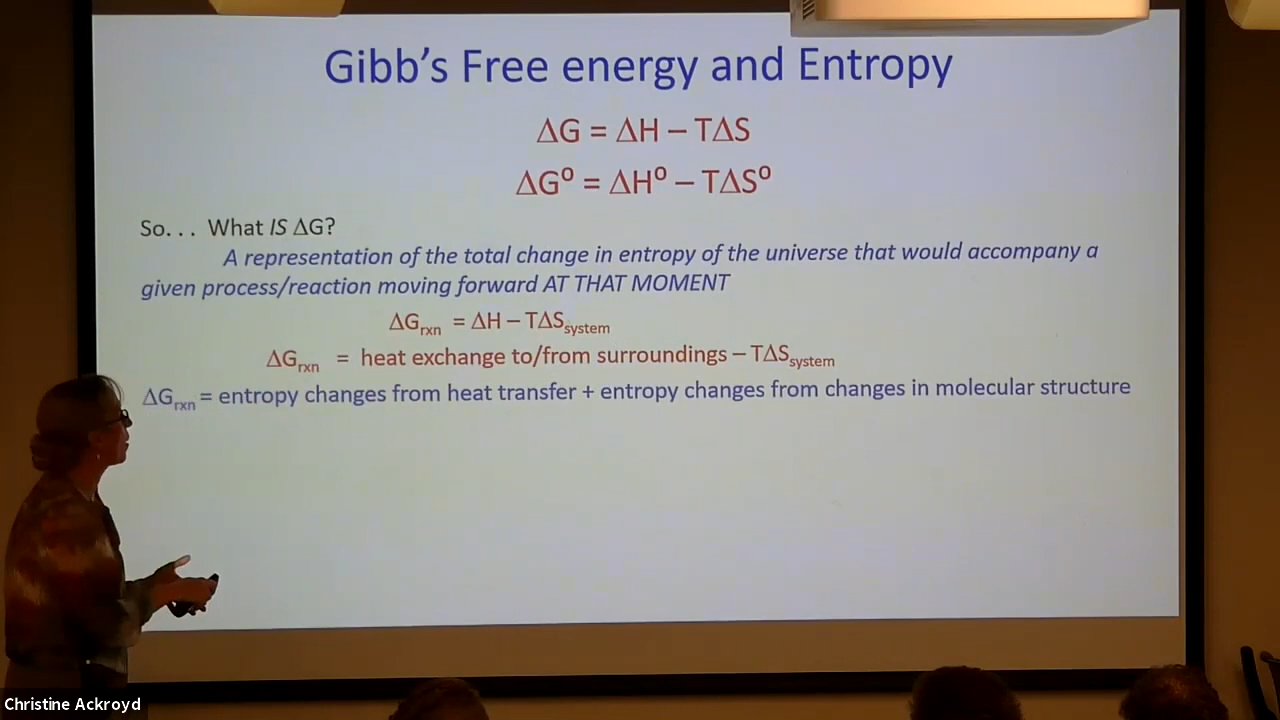 Gibb's Free energy and Entropy
ΔG = ΔH – TΔS
ΔGº = ΔHº – TΔSº
So. . .  What IS ΔG?
A representation of the total change in entropy of the universe that would accompany a
given process/reaction moving forward AT THAT MOMENT
ΔGrxn = ΔH – TΔSsystem
ΔGrxn = heat exchange to/from surroundings – TΔSsystem
ΔGrxn = entropy changes from heat transfer + entropy changes from changes in molecular structure
Christine Ackroyd